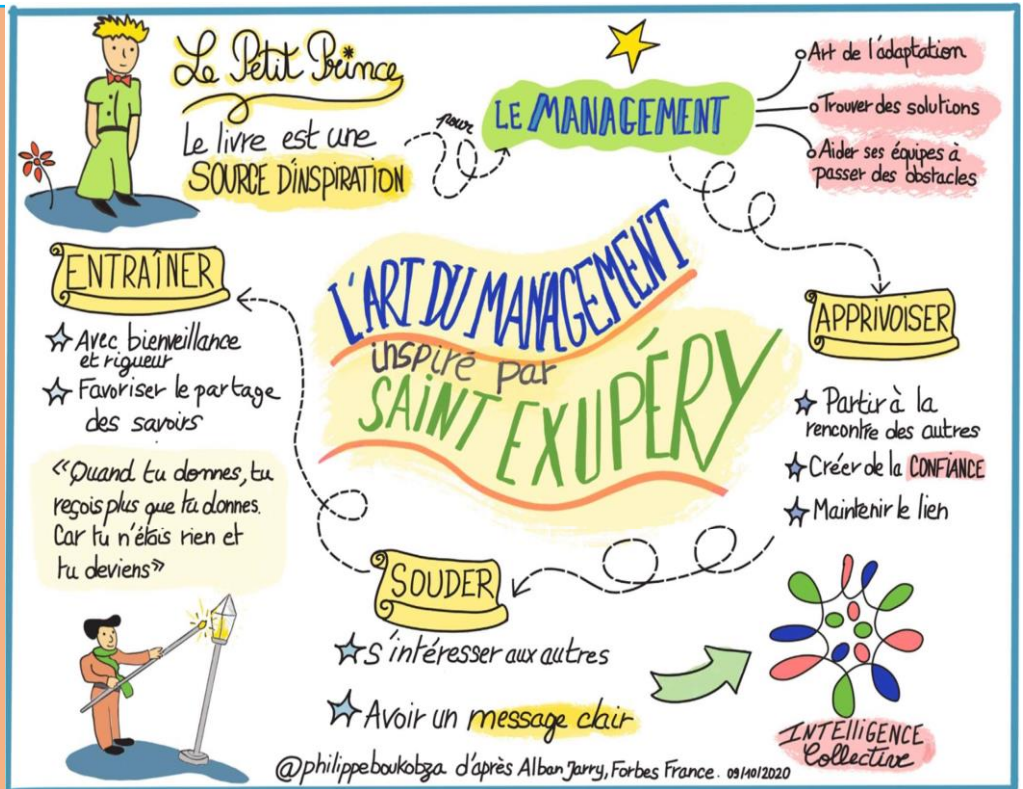 Le Petit Prince
Le livre est une
SOURCE D'INSPIRATION
pour
LE MANAGEMENT
Art de l'adaptation
Trouver des solutions
Aider ses équipes à
passer des obstacles
L'ART DU MANAGEMENT
inspiré par
SAINT EXUPÉRY
APPRIVOISER
Partir à la
rencontre des autres
Créer de la CONFIANCE
Maintenir le lien
SOUDER
S'intéresser aux autres
Avoir un message clair
INTELLIGENCE
Collective
ENTRAÎNER
Avec bienveillance
et rigueur
Favoriser le partage
des savoirs
«Quand tu donnes, tu
reçois plus que tu donnes.
Car tu n'étais rien et
tu deviens»
@philippeboukobza d'après Alban Jarry, Forbes France. 09/10/2020